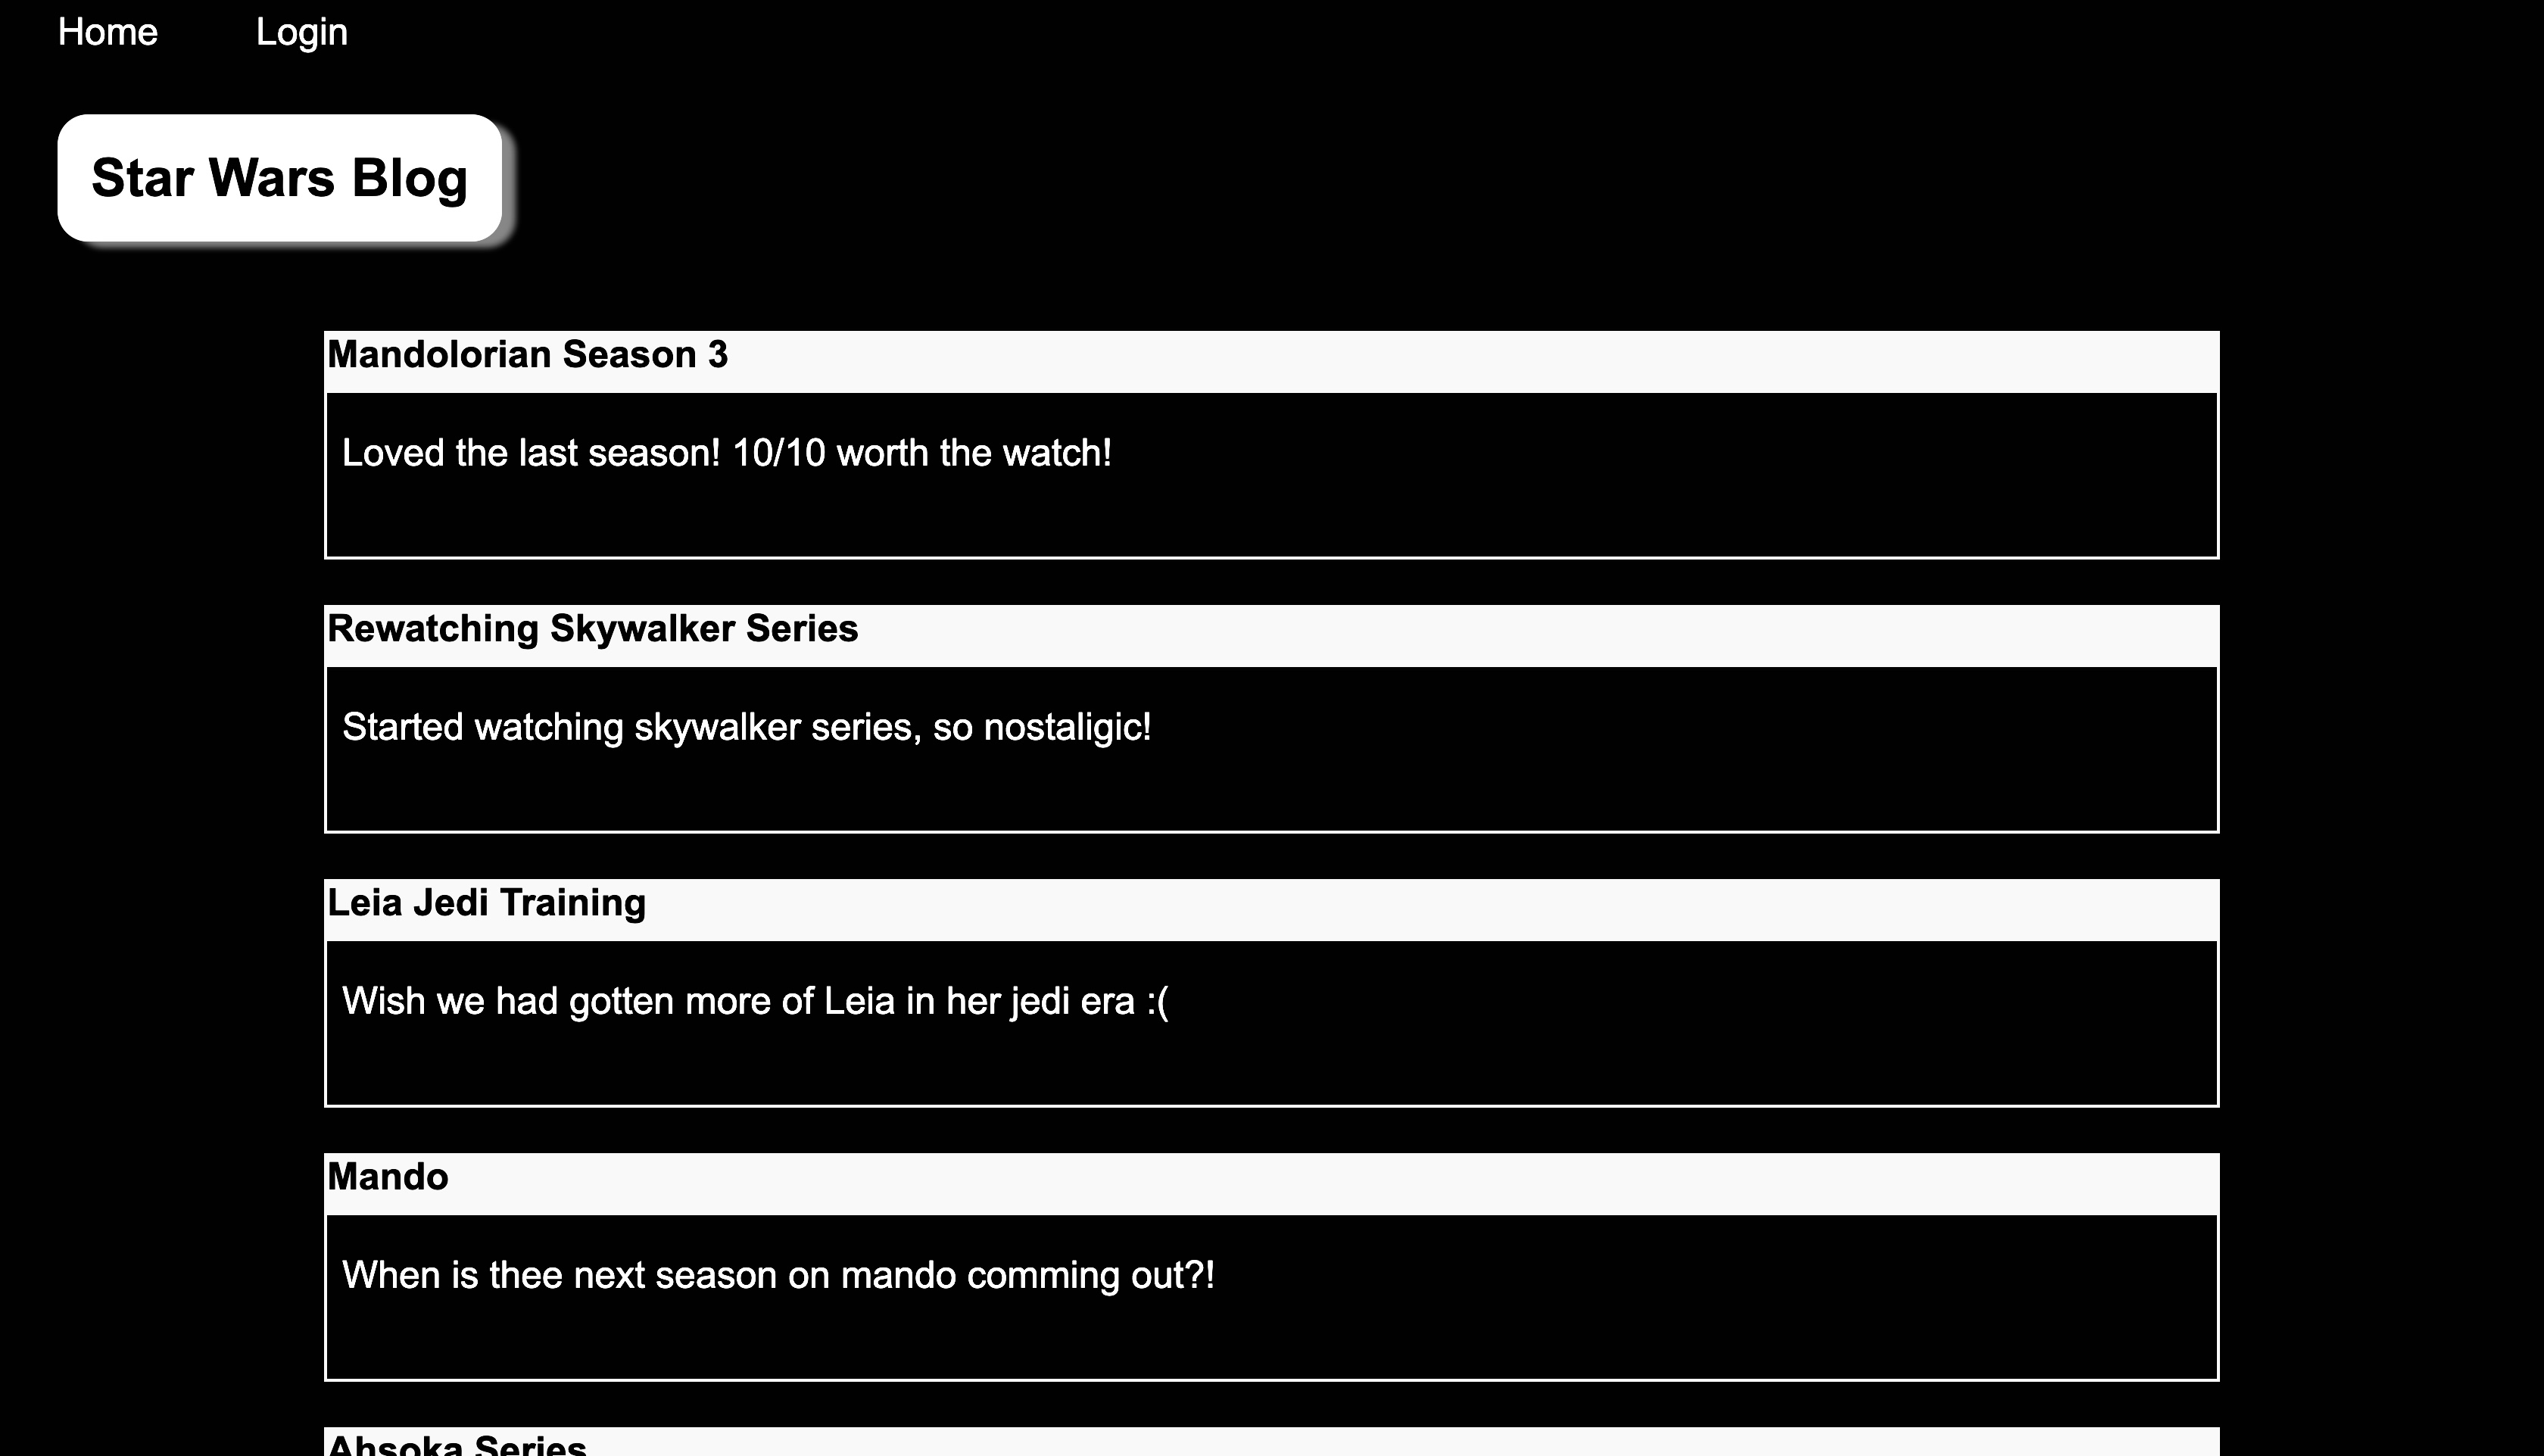 Home Login
Star Wars Blog
Mandolorian Season 3
Loved the last season! 10/10 worth the watch!
Rewatching Skywalker Series
Started watching skywalker series, so nostaligic!
Leia Jedi Training
Wish we had gotten more of Leia in her jedi era :(
Mando
When is thee next season on mando comming out?!
Ahsoka Series